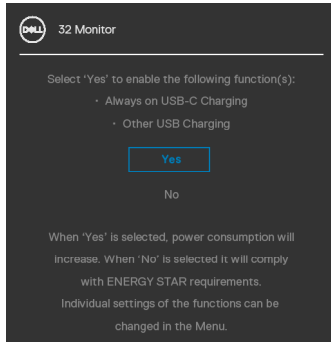 DELL
32 Monitor
Select 'Yes' to enable the following function(s):
· Always on USB-C Charging
· Other USB Charging
Yes
No
When 'Yes' is selected, power consumption will
increase. When 'No' is selected it will comply
with ENERGY STAR requirements.
Individual settings of the functions can be
changed in the Menu.